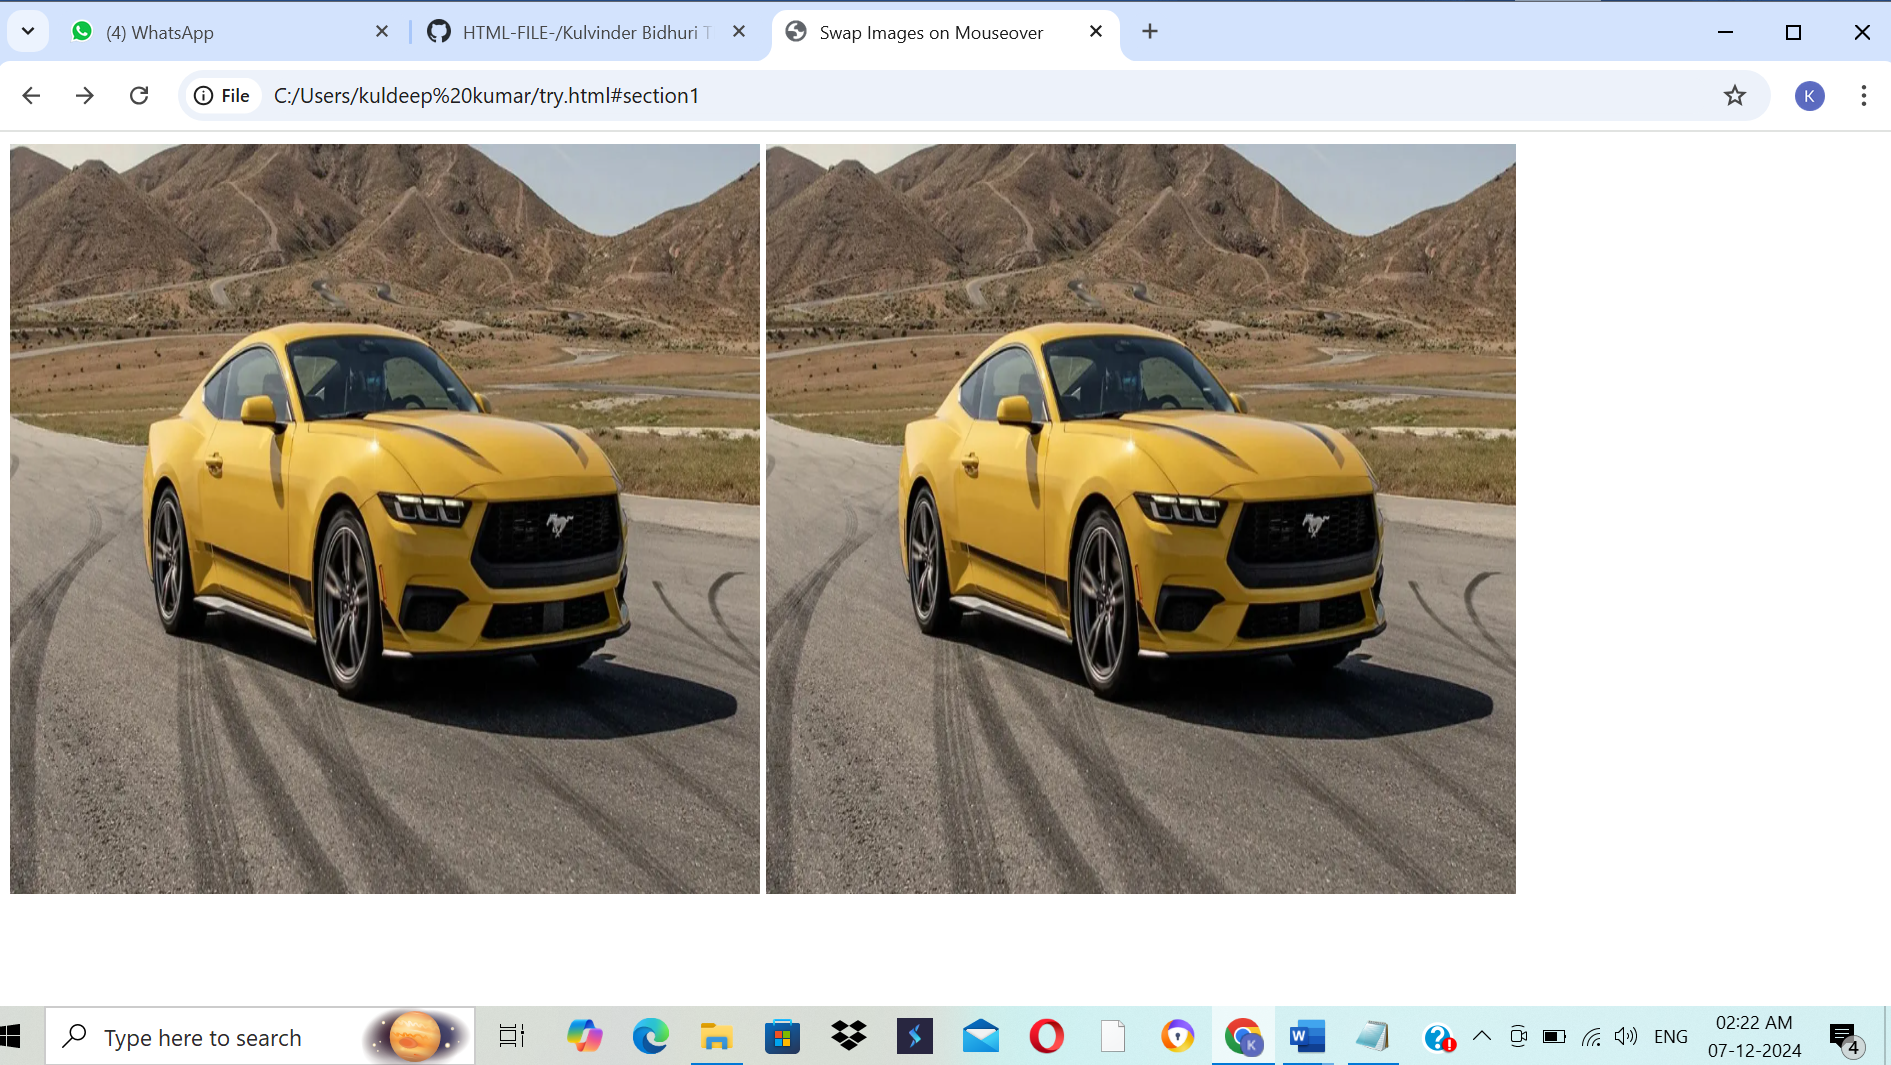 (4) WhatsApp
HTML-FILE-/Kulvinder Bidhuri T
Swap Images on Mouseover
File
C:/Users/kuldeep%20kumar/try.html#section1
K
Type here to search
K
W
ENG
02:22 AM
07-12-2024
4